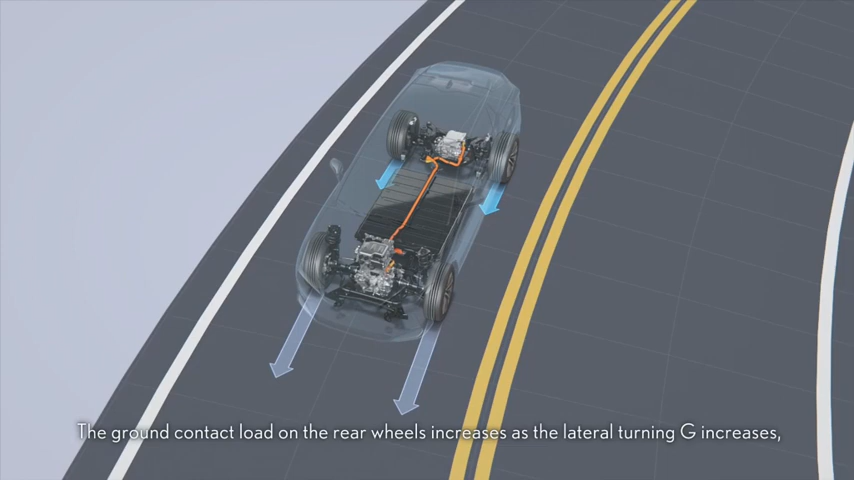 The ground contact load on the rear wheels increases as the lateral turning G increases,